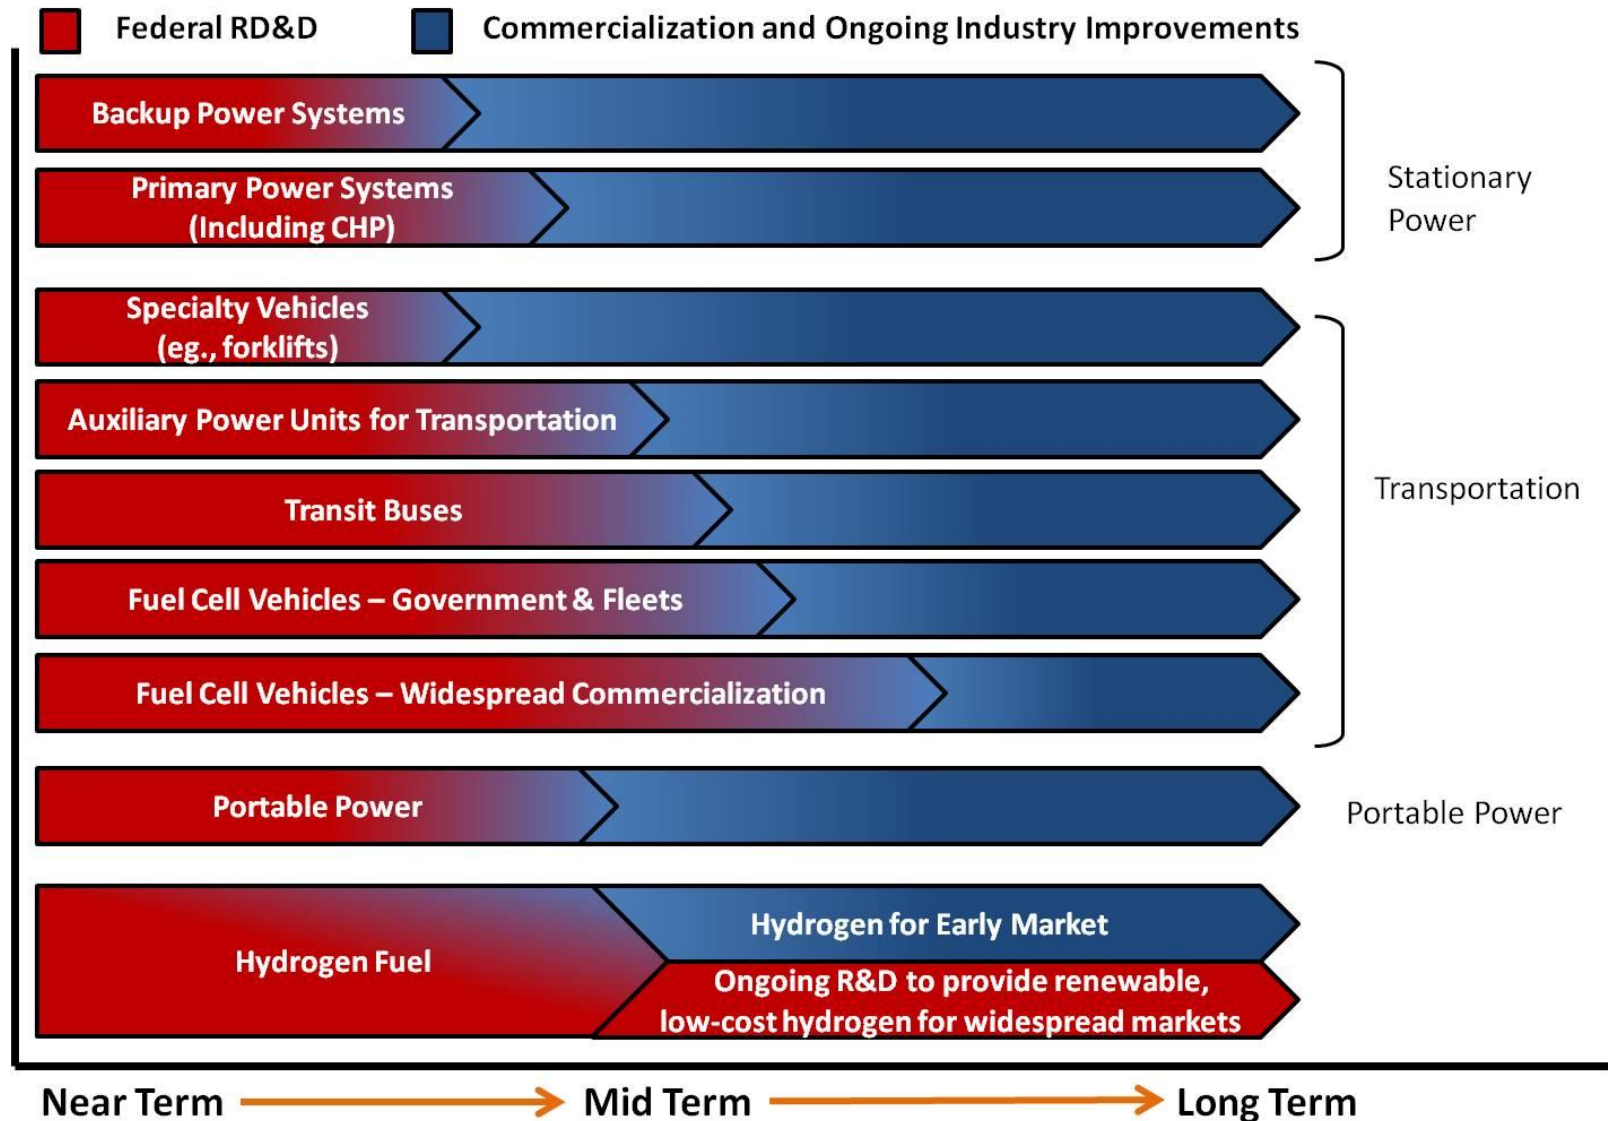 Federal RD&D
Commercialization and Ongoing Industry Improvements
Backup Power Systems
Primary Power Systems
(Including CHP)
Stationary
Power
Specialty Vehicles
(eg., forklifts)
Auxiliary Power Units for Transportation
Transit Buses
Transportation
Fuel Cell Vehicles – Government & Fleets
Fuel Cell Vehicles – Widespread Commercialization
Portable Power
Portable Power
Hydrogen Fuel
Hydrogen for Early Market
Ongoing R&D to provide renewable,
low-cost hydrogen for widespread markets
Near Term
Mid Term
Long Term